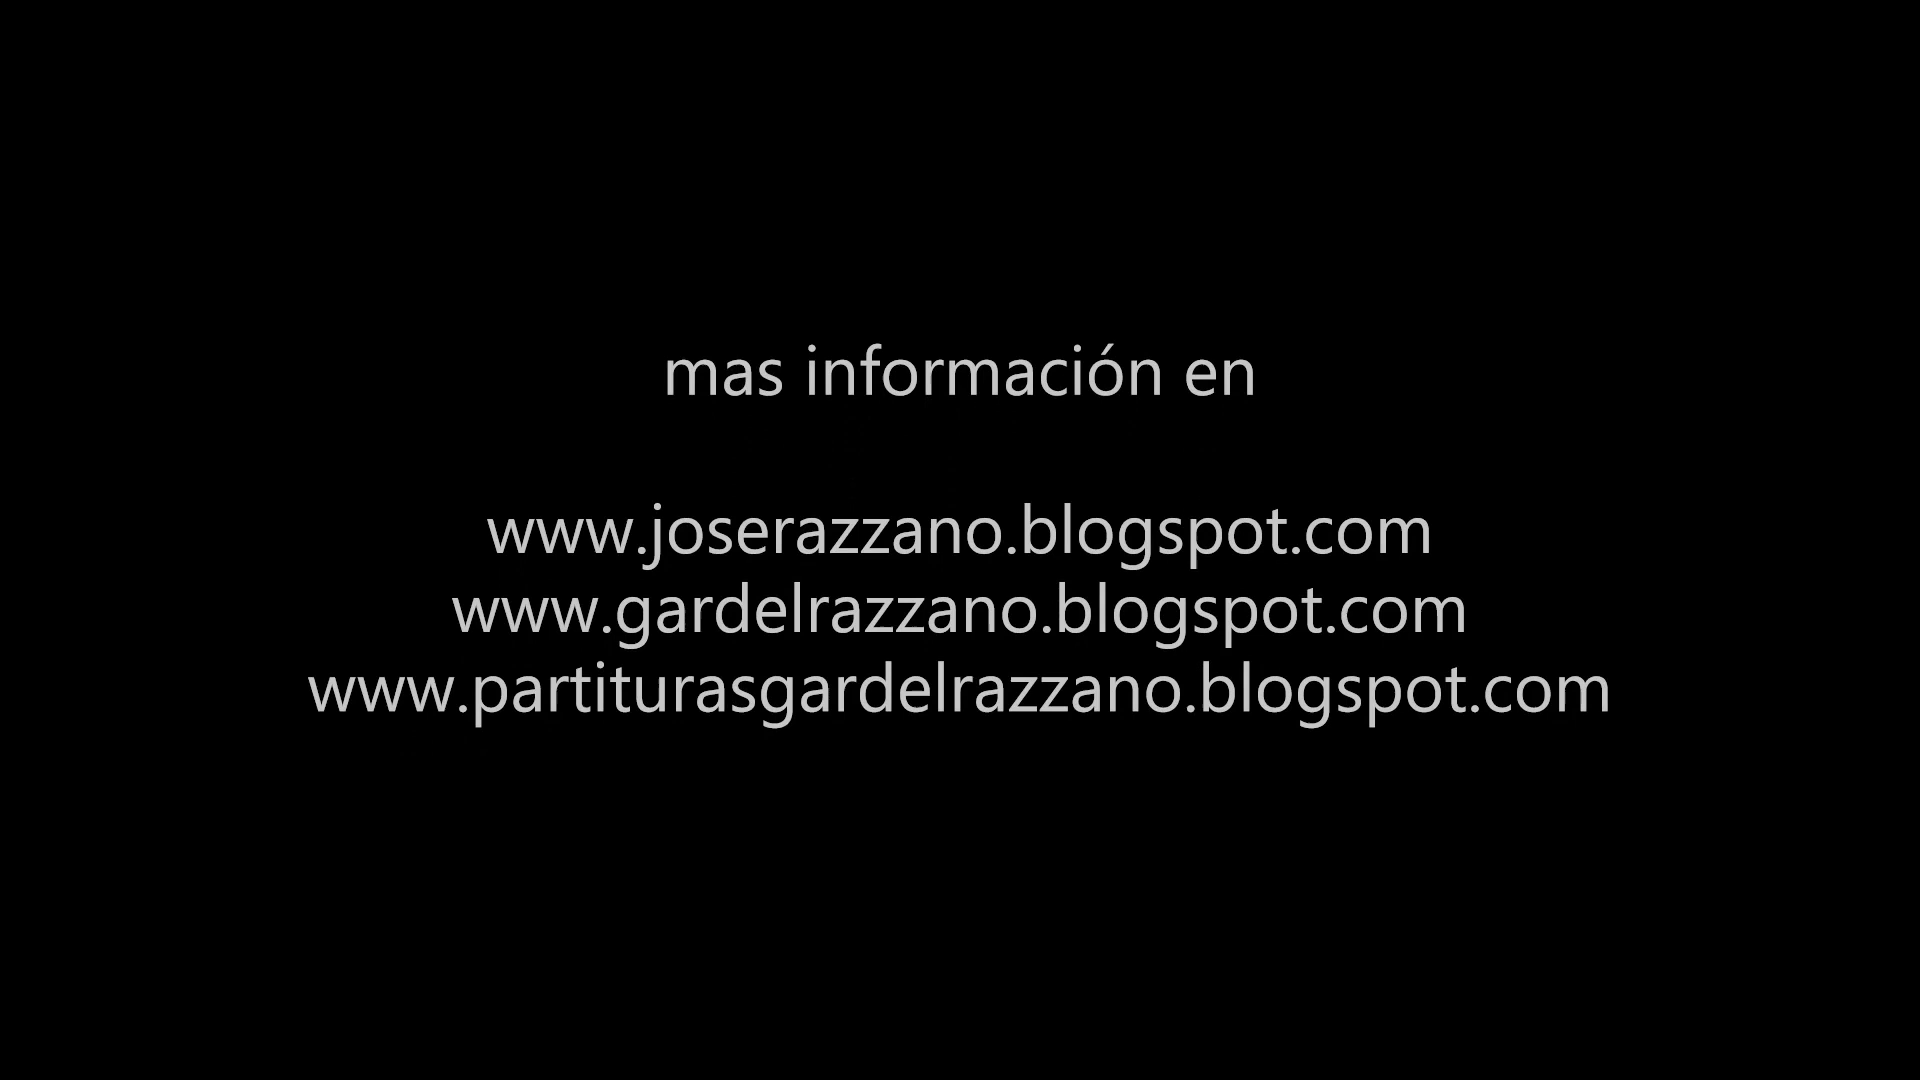 mas información en
www.joserazzano.blogspot.com
www.gardelrazzano.blogspot.com
www.partiturasgardelrazzano.blogspot.com